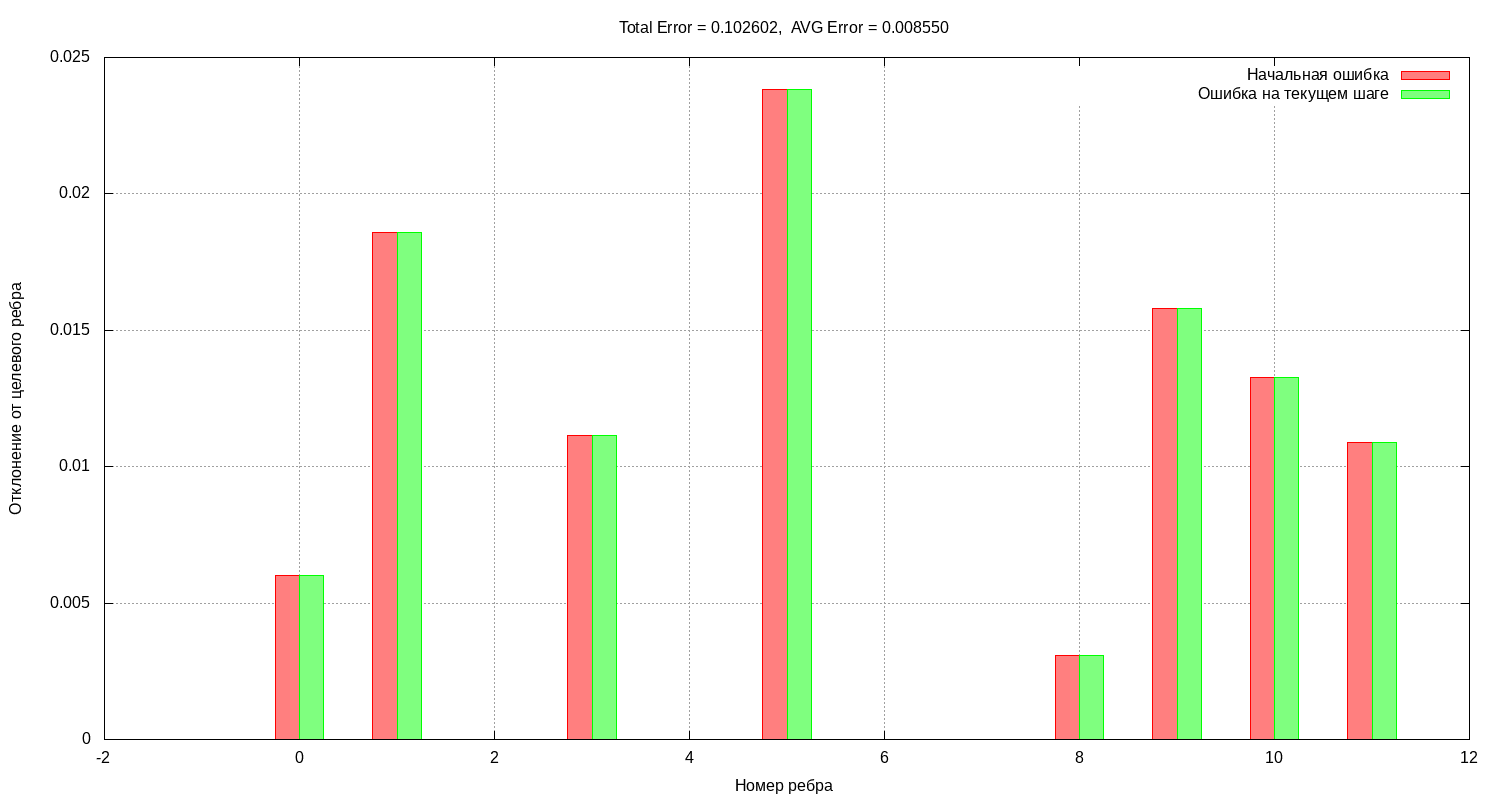 Total Error = 0.102602,  AVG Error = 0.008550
Начальная ошибка
Ошибка на текущем шаге
0.025
0.02
0.015
0.01
0.005
0
Отклонение от целевого ребра
-2 0 2 4 6 8 10 12
Номер ребра